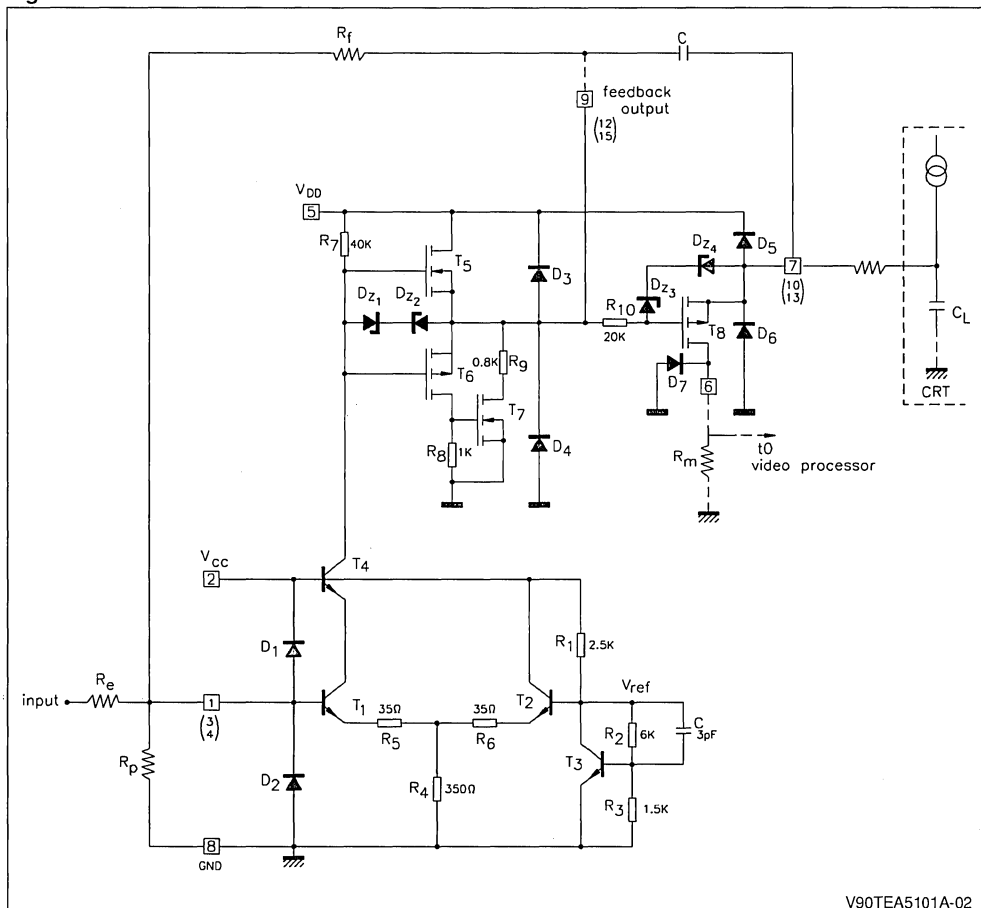 Rf
C
9
feedback
output
(12
15)
VDD
5
R7
40K
T5
D3
Dz4
D5
7
(10
13)
Dz1
Dz2
Dz3
R10
20K
T8
D6
CL
CRT
T6
0.8K
R9
T7
D7
6
R8
1K
D4
Rm
t0
video processor
VCC
2
T4
D1
R1
2.5K
Re
input
1
(3
4)
T1
35Ω
R5
35Ω
R6
T2
Vref
R2
6K
C
3pF
T3
Rp
D2
R4
350Ω
R3
1.5K
8
GND
V90TEA5101A-02